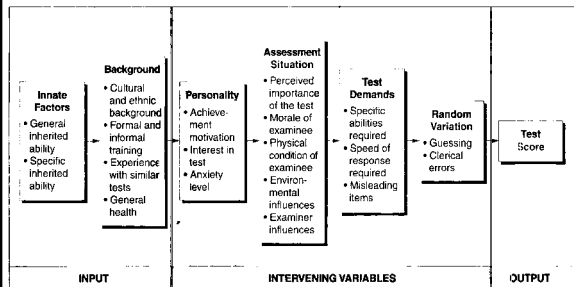 Innate
Factors
• General
inherited
ability
• Specific
inherited
ability
Background
• Cultural
and ethnic
background
• Formal and
informal
training
• Experience
with similar
tests
• General
health
Personality
• Achieve-
ment
motivation
• Interest in
test
• Anxiety
level
Assessment
Situation
• Perceived
importance
of the test
• Morale of
examinee
• Physical
condition of
examinee
• Environ-
mental
influences
• Examiner
influences
Test
Demands
• Specific
abilities
required
• Speed of
response
required
• Misleading
items
Random
Variation
• Guessing
• Clerical
errors
Test
Score
INPUT
INTERVENING VARIABLES
OUTPUT